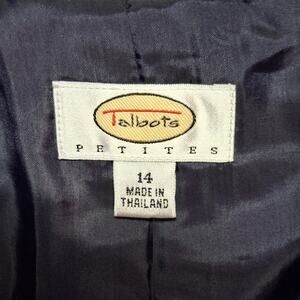 Talbots
PETITES
14
MADE IN
THAILAND